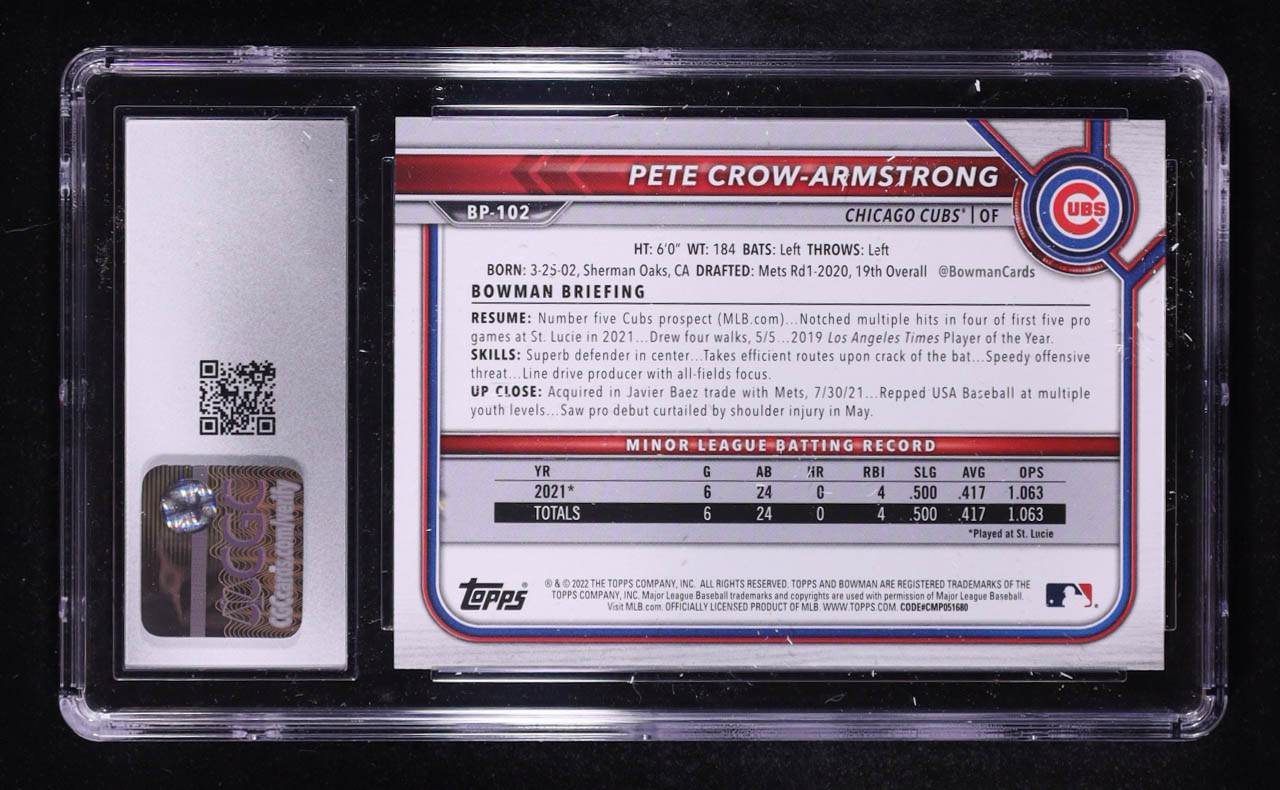 PETE CROW-ARMSTRONG
BP-102
CHICAGO CUBS® | OF
CUBS
HT: 6'0" WT: 184 BATS: Left THROWS: Left
BORN: 3-25-02, Sherman Oaks, CA DRAFTED: Mets Rd1-2020, 19th Overall @BowmanCards
BOWMAN BRIEFING
RESUME: Number five Cubs prospect (MLB.com)...Notched multiple hits in four of first five pro
games at St. Lucie in 2021...Drew four walks, 5/5...2019 Los Angeles Times Player of the Year.
SKILLS: Superb defender in center...Takes efficient routes upon crack of the bat...Speedy offensive
threat...Line drive producer with all-fields focus.
UP CLOSE: Acquired in Javier Baez trade with Mets, 7/30/21...Repped USA Baseball at multiple
youth levels...Saw pro debut curtailed by shoulder injury in May.
MINOR LEAGUE BATTING RECORD
YR G AB HR RBI SLG AVG OPS
2021* 6 24 0 4 .500 .417 1.063
TOTALS 6 24 0 4 .500 .417 1.063
*Played at St. Lucie
Topps®
® & © 2022 THE TOPPS COMPANY, INC. ALL RIGHTS RESERVED. TOPPS AND BOWMAN ARE REGISTERED TRADEMARKS OF THE
TOPPS COMPANY, INC. Major League Baseball trademarks and copyrights are used with permission of Major League Baseball.
Visit MLB.com. OFFICIALLY LICENSED PRODUCT OF MLB. WWW.TOPPS.COM. CODE#CMP051680
CGC
CGCcards.com/verify